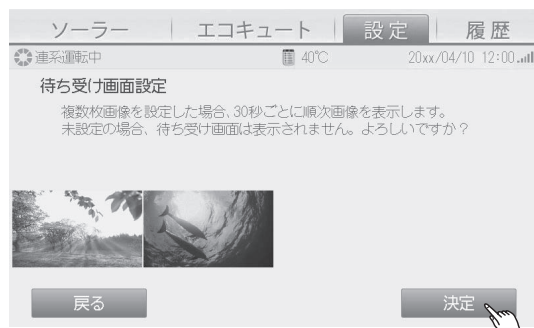 ソーラー エコキュート 設定 履歴
連系運転中 40℃ 20xx/04/10 12:00
待ち受け画面設定
複数枚画像を設定した場合、30秒ごとに順次画像を表示します。
未設定の場合、待ち受け画面は表示されません。よろしいですか？
戻る 決定